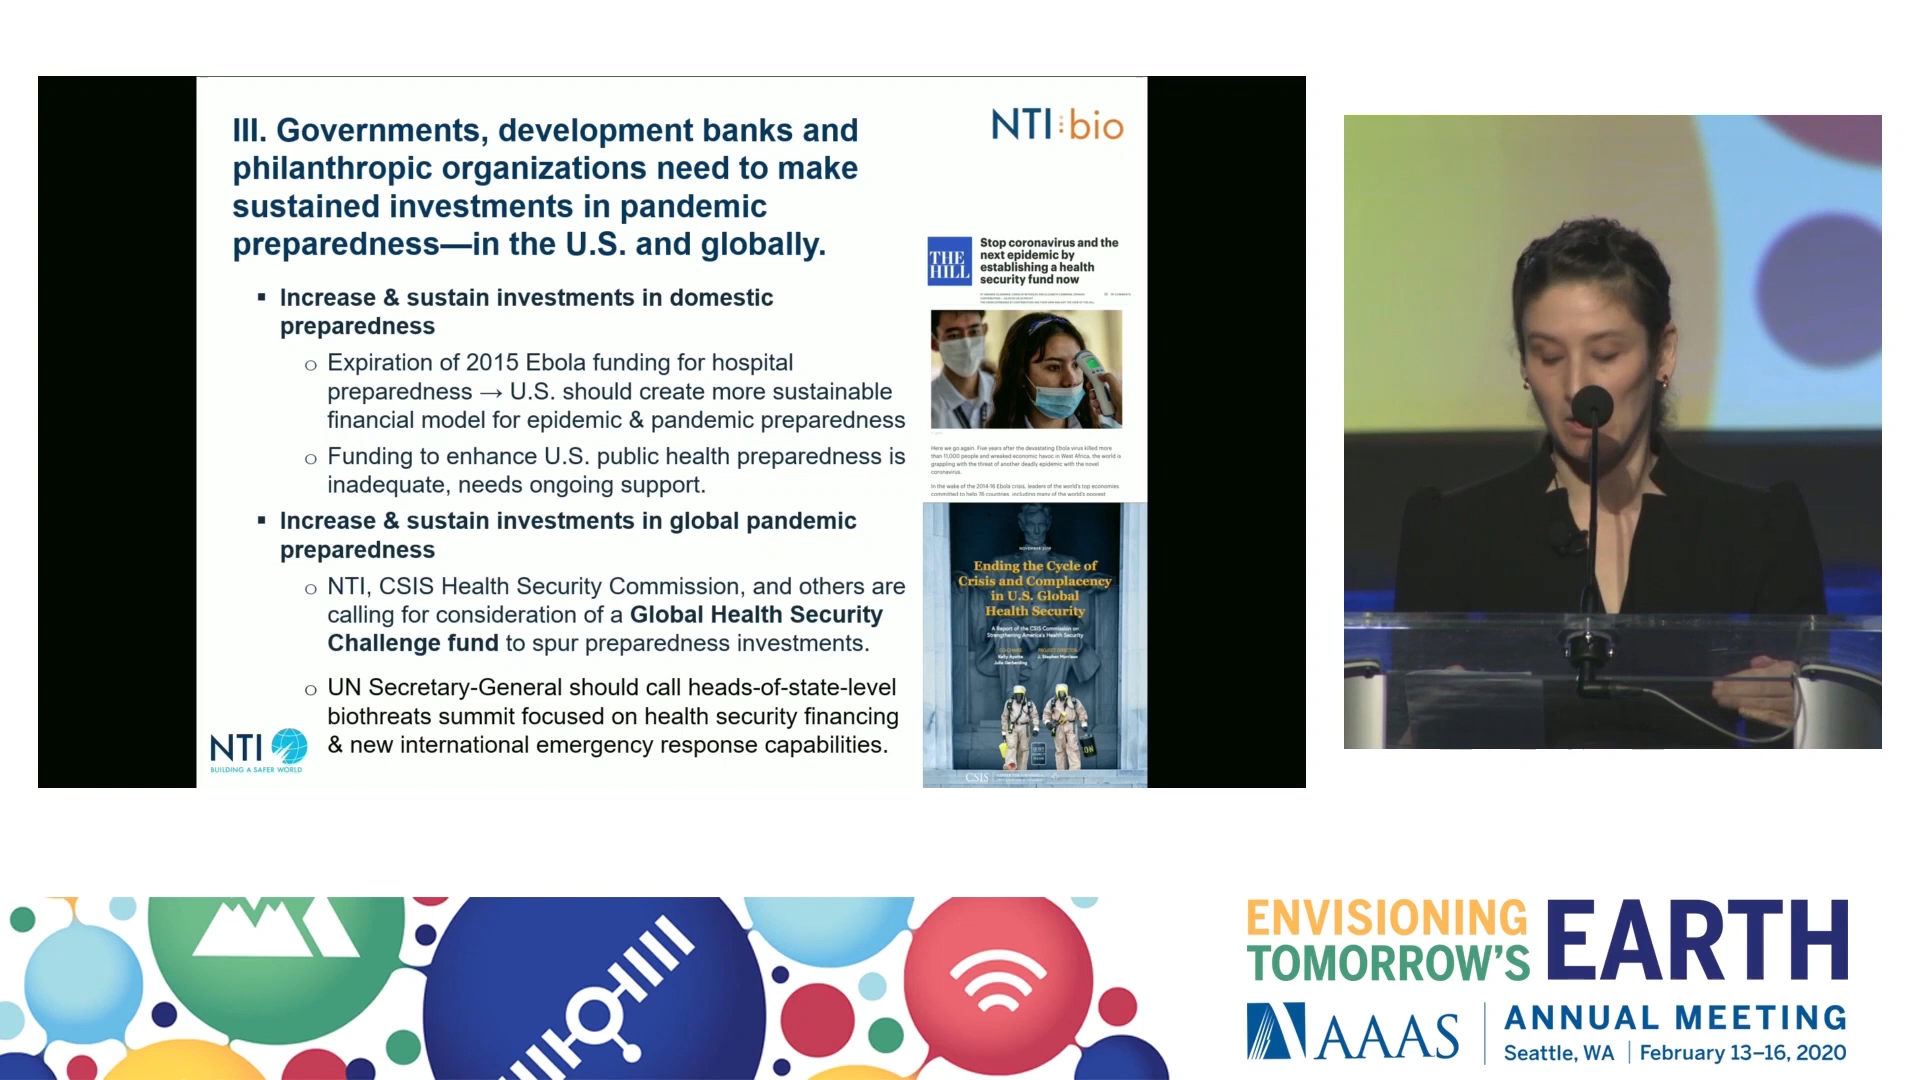 III. Governments, development banks and
philanthropic organizations need to make
sustained investments in pandemic
preparedness—in the U.S. and globally.
▪ Increase & sustain investments in domestic
preparedness
o Expiration of 2015 Ebola funding for hospital
preparedness → U.S. should create more sustainable
financial model for epidemic & pandemic preparedness
o Funding to enhance U.S. public health preparedness is
inadequate, needs ongoing support.
▪ Increase & sustain investments in global pandemic
preparedness
o NTI, CSIS Health Security Commission, and others are
calling for consideration of a Global Health Security
Challenge fund to spur preparedness investments.
o UN Secretary-General should call heads-of-state-level
biothreats summit focused on health security financing
& new international emergency response capabilities.
NTI
BUILDING A SAFER WORLD
NTI:bio
THE
HILL
Stop coronavirus and the
next epidemic by
establishing a health
security fund now
Here we go again. Five years after the devastating Ebola virus killed more
than 11,000 people and wreaked economic havoc in West Africa, the world is
grappling with the threat of another deadly epidemic with the novel
coronavirus.
In the wake of the 2014-16 Ebola crisis, leaders of the world's top economies
committed to help 76 countries, including many of the world's poorest
NOVEMBER 2019
Ending the Cycle of
Crisis and Complacency
in U.S. Global
Health Security
A Report of the CSIS Commission on
Strengthening America's Health Security
CO-CHAIRS
Kelly Ayotte
Julie Gerberding
PROJECT DIRECTOR
J. Stephen Morrison
CSIS
ENVISIONING
TOMORROW'S
EARTH
AAAS
ANNUAL MEETING
Seattle, WA | February 13–16, 2020